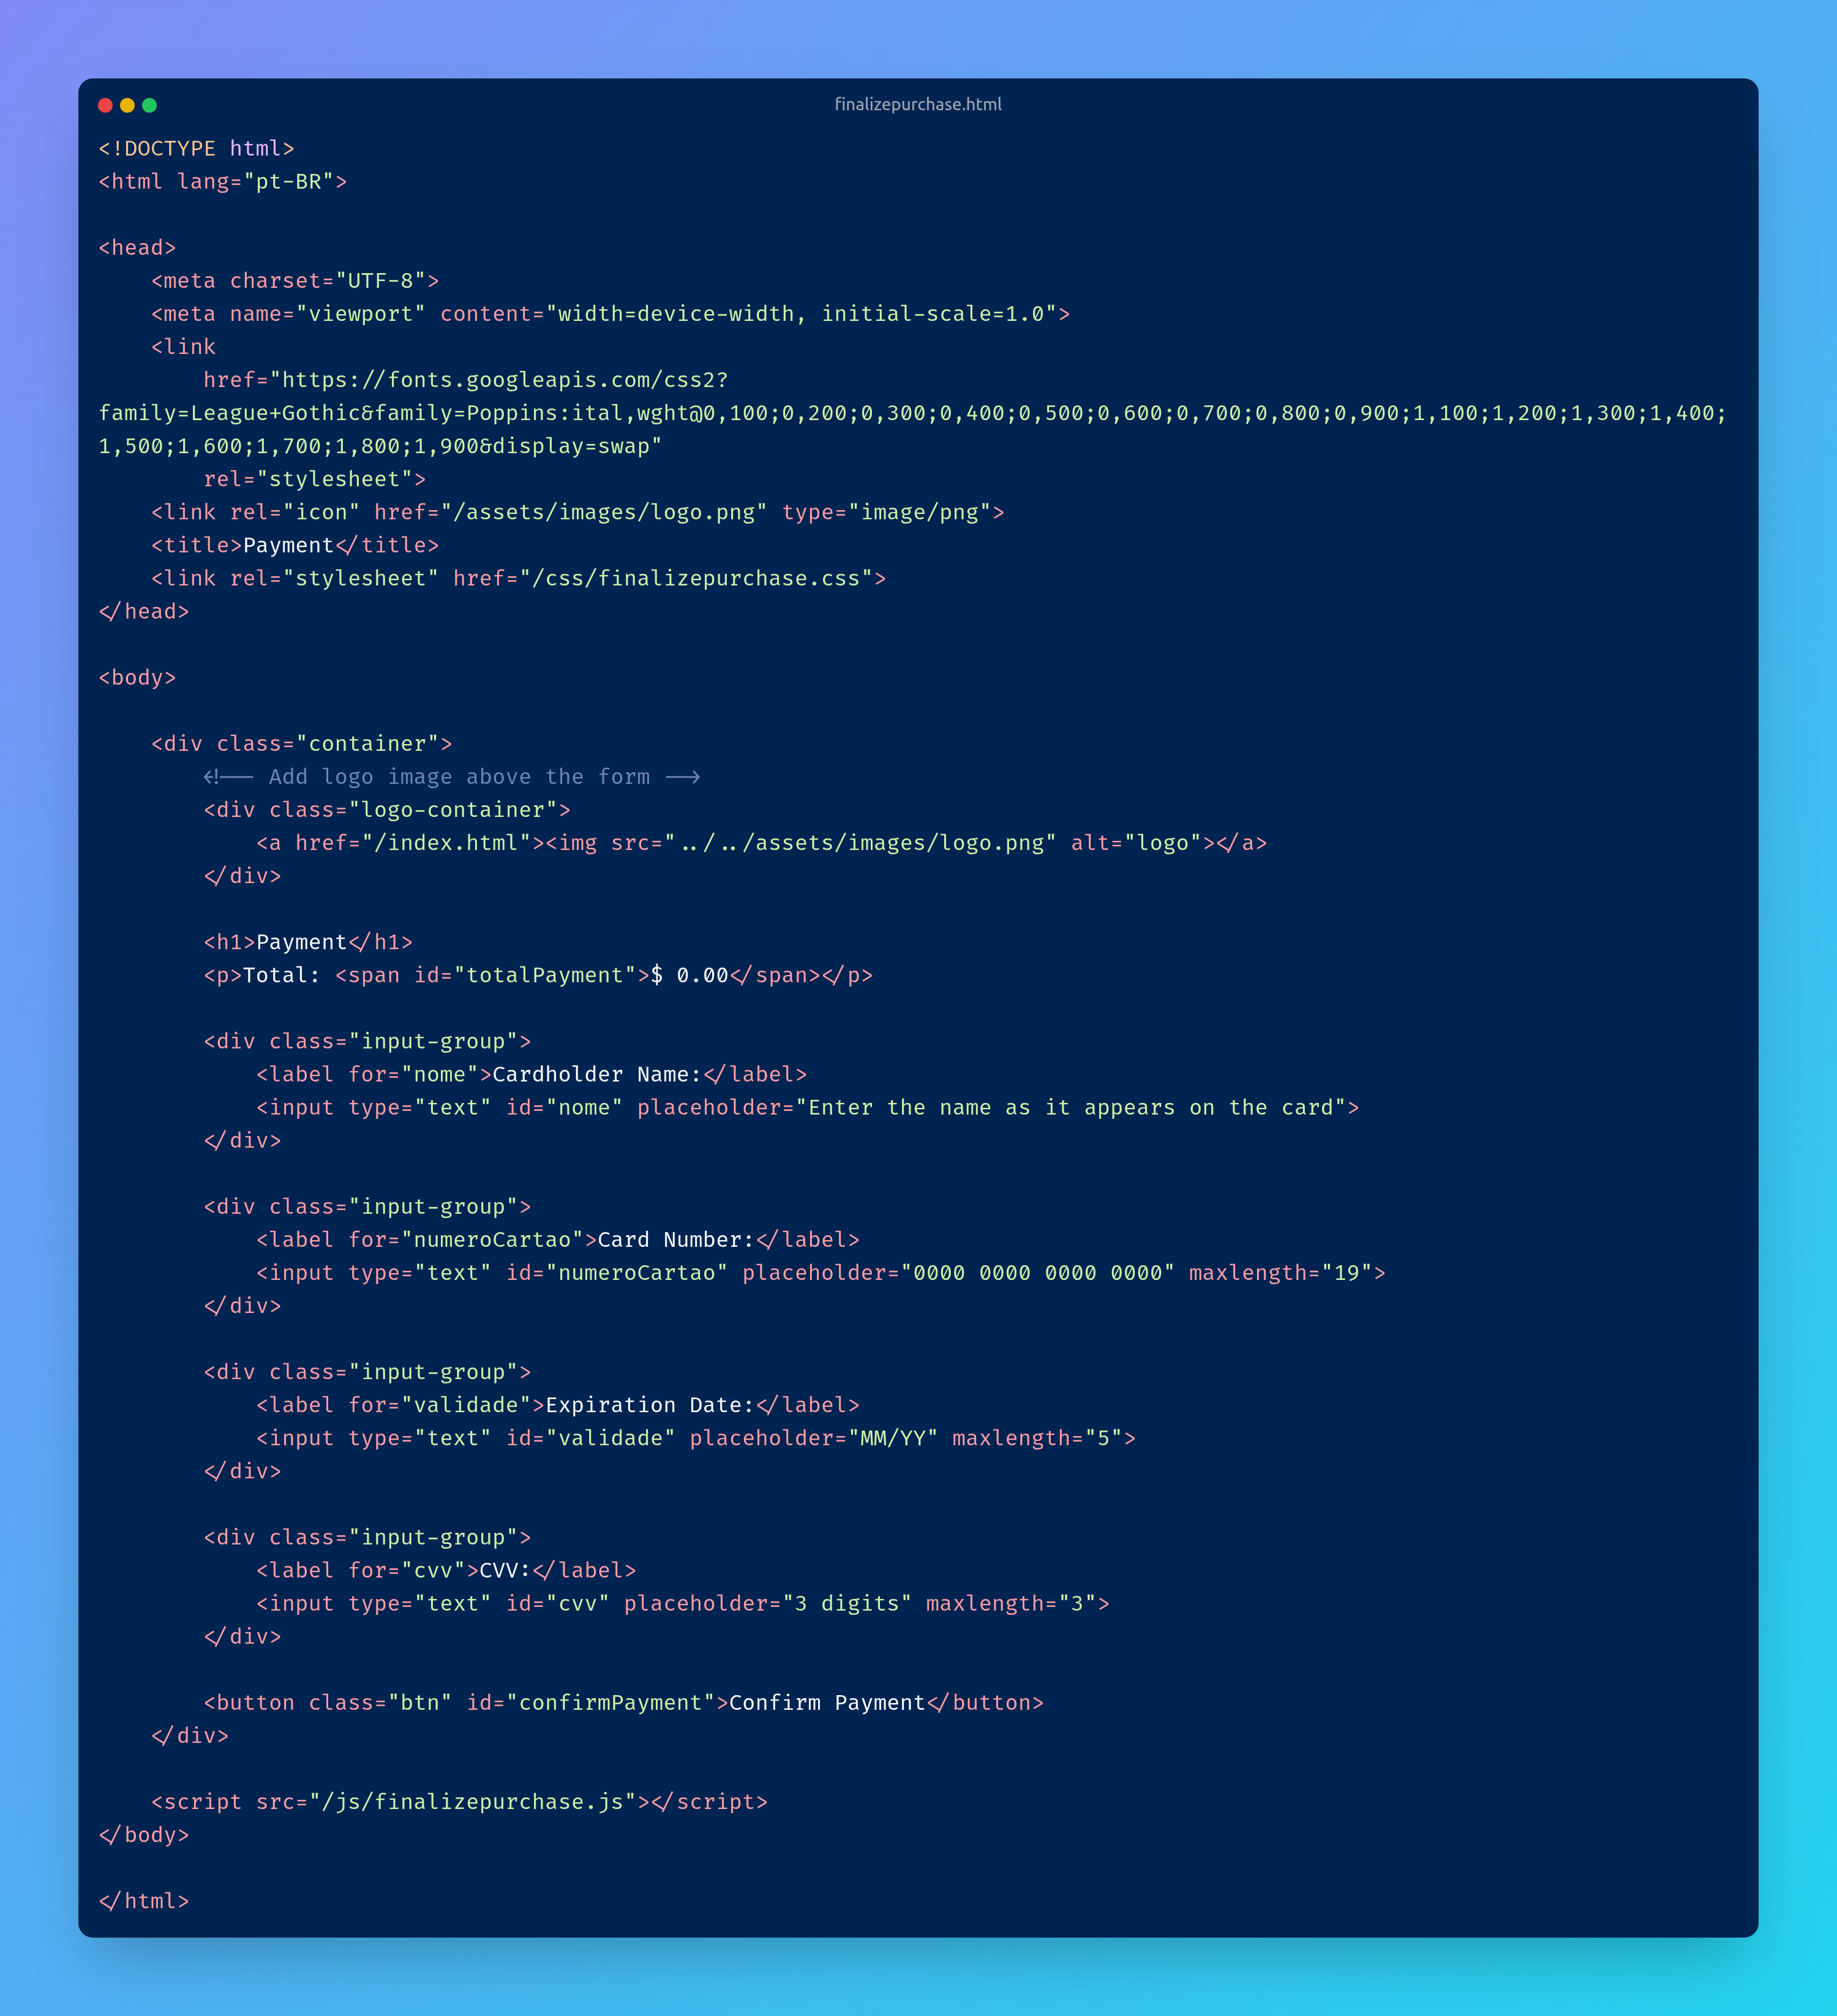 finalizepurchase.html
<!DOCTYPE html>
<html lang="pt-BR">

<head>
    <meta charset="UTF-8">
    <meta name="viewport" content="width=device-width, initial-scale=1.0">
    <link
        href="https://fonts.googleapis.com/css2?
family=League+Gothic&family=Poppins:ital,wght@0,100;0,200;0,300;0,400;0,500;0,600;0,700;0,800;0,900;1,100;1,200;1,300;1,400;
1,500;1,600;1,700;1,800;1,900&display=swap"
        rel="stylesheet">
    <link rel="icon" href="/assets/images/logo.png" type="image/png">
    <title>Payment</title>
    <link rel="stylesheet" href="/css/finalizepurchase.css">
</head>

<body>

    <div class="container">
        <!-- Add logo image above the form -->
        <div class="logo-container">
            <a href="/index.html"><img src="../../assets/images/logo.png" alt="logo"></a>
        </div>

        <h1>Payment</h1>
        <p>Total: <span id="totalPayment">$ 0.00</span></p>

        <div class="input-group">
            <label for="nome">Cardholder Name:</label>
            <input type="text" id="nome" placeholder="Enter the name as it appears on the card">
        </div>

        <div class="input-group">
            <label for="numeroCartao">Card Number:</label>
            <input type="text" id="numeroCartao" placeholder="0000 0000 0000 0000" maxlength="19">
        </div>

        <div class="input-group">
            <label for="validade">Expiration Date:</label>
            <input type="text" id="validade" placeholder="MM/YY" maxlength="5">
        </div>

        <div class="input-group">
            <label for="cvv">CVV:</label>
            <input type="text" id="cvv" placeholder="3 digits" maxlength="3">
        </div>

        <button class="btn" id="confirmPayment">Confirm Payment</button>
    </div>

    <script src="/js/finalizepurchase.js"></script>
</body>

</html>